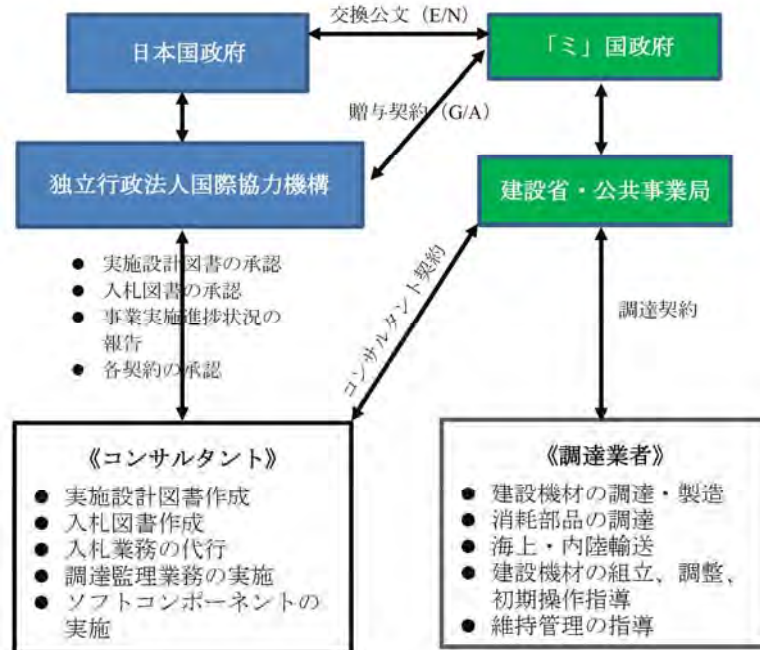 交換公文（E/N）
日本国政府
「ミ」国政府
贈与契約（G/A）
独立行政法人国際協力機構
建設省・公共事業局
● 実施設計図書の承認
● 入札図書の承認
● 事業実施進捗状況の
報告
● 各契約の承認
コンサルタント契約
調達契約
《コンサルタント》
● 実施設計図書作成
● 入札図書作成
● 入札業務の代行
● 調達監理業務の実施
● ソフトコンポーネントの
実施
《調達業者》
● 建設機材の調達・製造
● 消耗部品の調達
● 海上・内陸輸送
● 建設機材の組立、調整、
初期操作指導
● 維持管理の指導